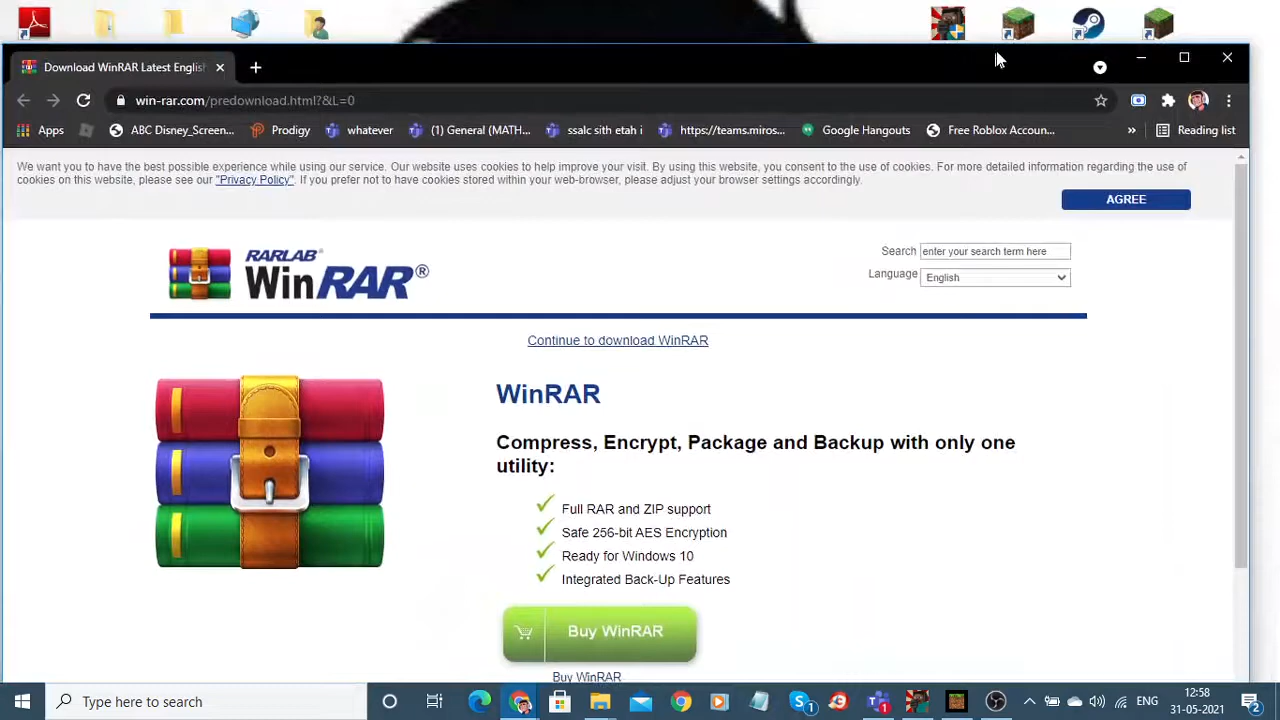 Download WinRAR Latest English
win-rar.com/predownload.html?&L=0
Apps ABC Disney_Screen... Prodigy whatever (1) General (MATH... ssalc sith etah i https://teams.miros... Google Hangouts Free Roblox Accoun... » Reading list
We want you to have the best possible experience while using our service. Our website uses cookies to help improve your visit. By using this website, you consent to the use of cookies. For more detailed information regarding the use of
cookies on this website, please see our "Privacy Policy". If you prefer not to have cookies stored within your web-browser, please adjust your browser settings accordingly.
AGREE
RARLAB®
WinRAR®
Search enter your search term here
Language English
Continue to download WinRAR
WinRAR
Compress, Encrypt, Package and Backup with only one
utility:
Full RAR and ZIP support
Safe 256-bit AES Encryption
Ready for Windows 10
Integrated Back-Up Features
Buy WinRAR
Buy WinRAR
Type here to search
ENG
12:58
31-05-2021